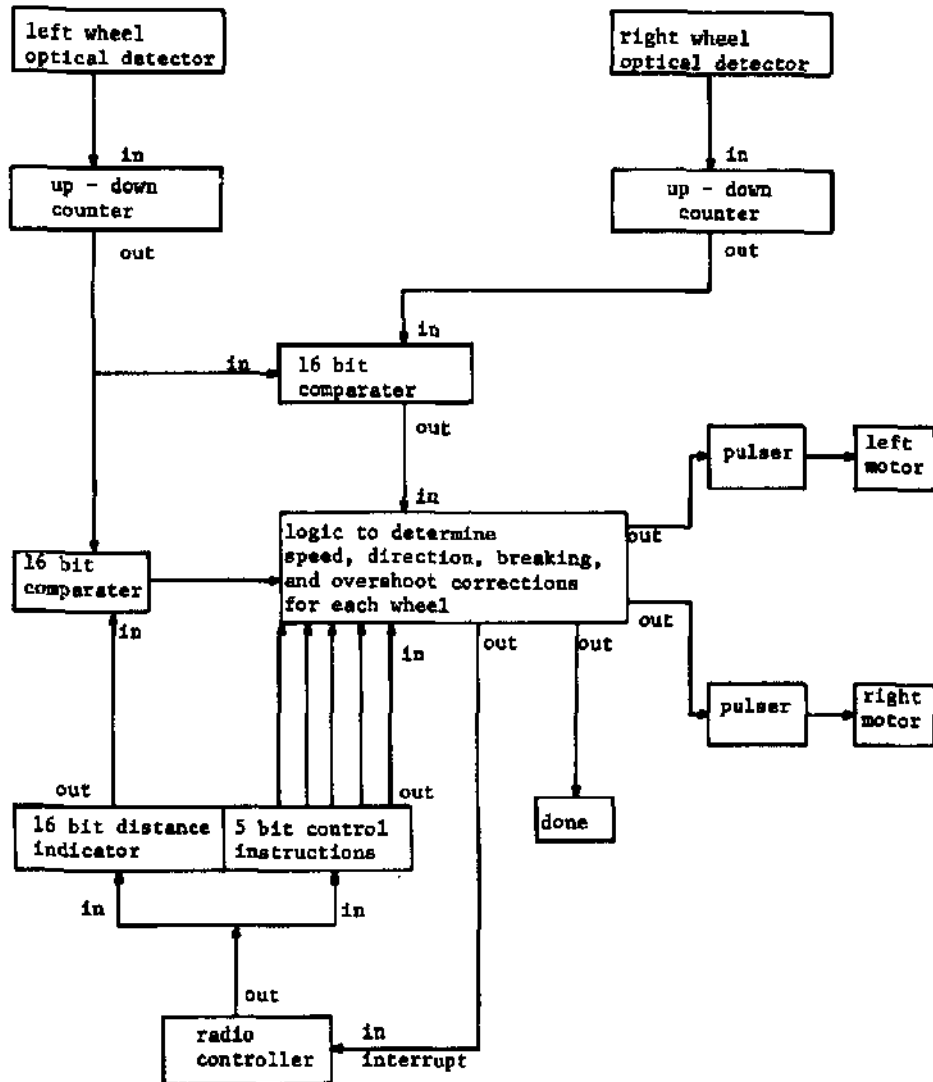 left wheel
optical detector
right wheel
optical detector
in
in
up - down
counter
up - down
counter
out
out
in
in
16 bit
comparater
out
pulser
left
motor
in
out
logic to determine
speed, direction, breaking,
and overshoot corrections
for each wheel
16 bit
comparater
out
in
in
out
out
pulser
right
motor
out
out
16 bit distance
indicator
5 bit control
instructions
done
in
in
out
radio
controller
in
interrupt